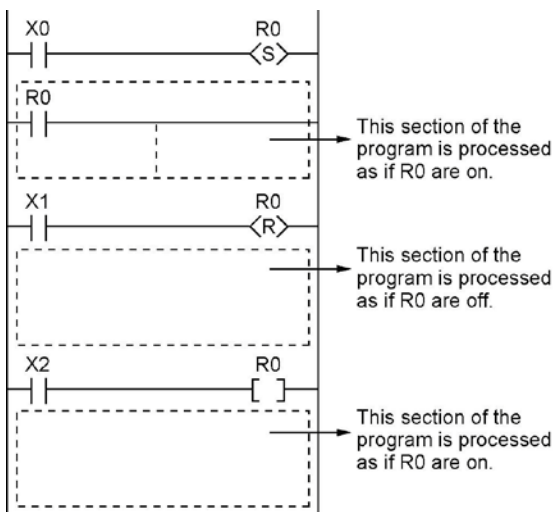 X0 R0
S
R0
This section of the
program is processed
as if R0 are on.
X1 R0
R
This section of the
program is processed
as if R0 are off.
X2 R0
This section of the
program is processed
as if R0 are on.